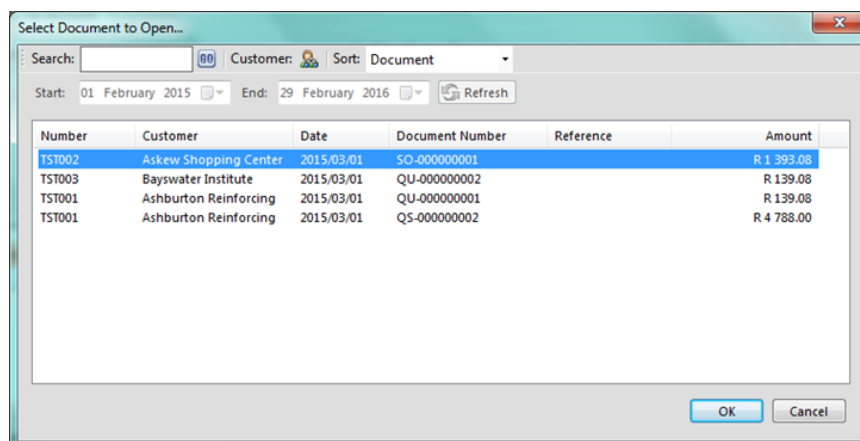 Select Document to Open...
Search: GO Customer: Sort: Document
Start: 01 February 2015 End: 29 February 2016 Refresh
Number Customer Date Document Number Reference Amount
TST002 Askew Shopping Center 2015/03/01 SO-000000001 R 1 393.08
TST003 Bayswater Institute 2015/03/01 QU-000000002 R 139.08
TST001 Ashburton Reinforcing 2015/03/01 QU-000000001 R 139.08
TST001 Ashburton Reinforcing 2015/03/01 QS-000000002 R 4 788.00
OK Cancel